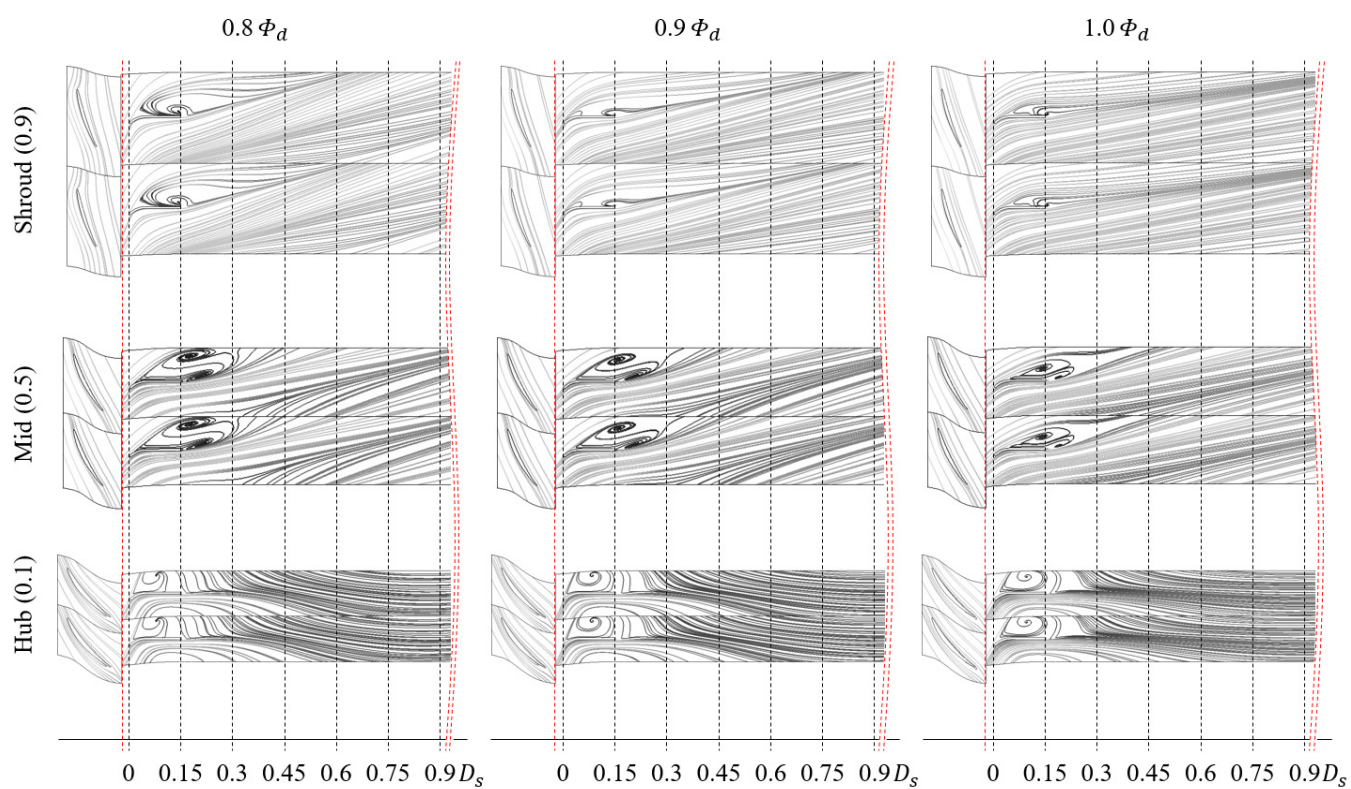 0.8 Φd 0.9 Φd 1.0 Φd
Shroud (0.9)
Mid (0.5)
Hub (0.1)
0 0.15 0.3 0.45 0.6 0.75 0.9 Ds 0 0.15 0.3 0.45 0.6 0.75 0.9 Ds 0 0.15 0.3 0.45 0.6 0.75 0.9 Ds